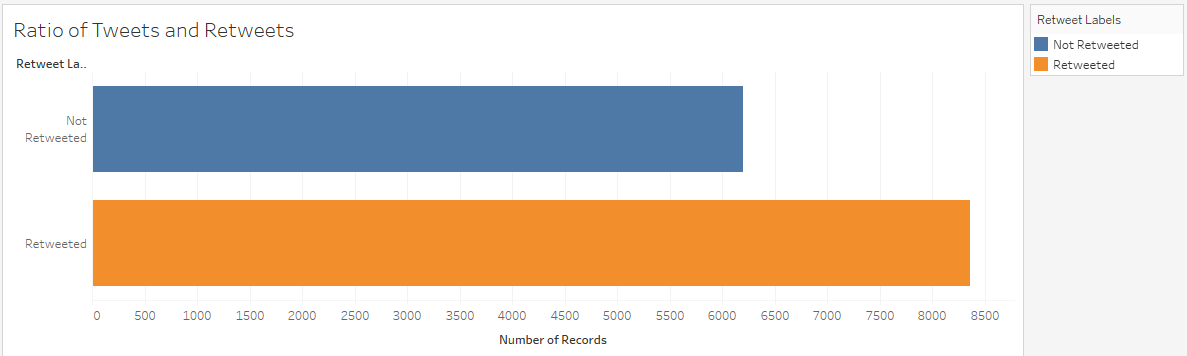 Ratio of Tweets and Retweets
Retweet La..
Not
Retweeted
Retweeted
0 500 1000 1500 2000 2500 3000 3500 4000 4500 5000 5500 6000 6500 7000 7500 8000 8500
Number of Records
Retweet Labels
Not Retweeted
Retweeted